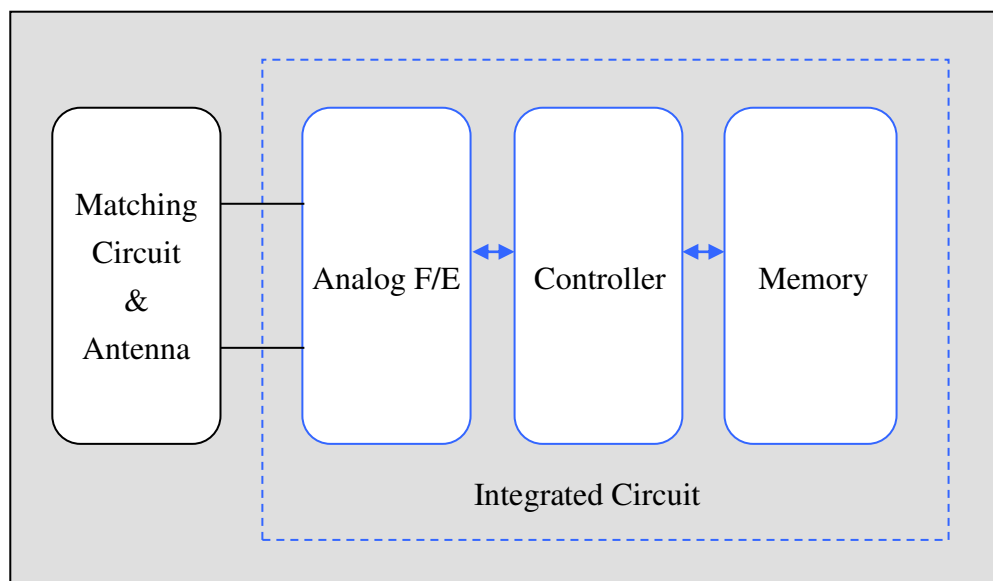 Matching
Circuit
&
Antenna
Analog F/E
Controller
Memory
Integrated Circuit